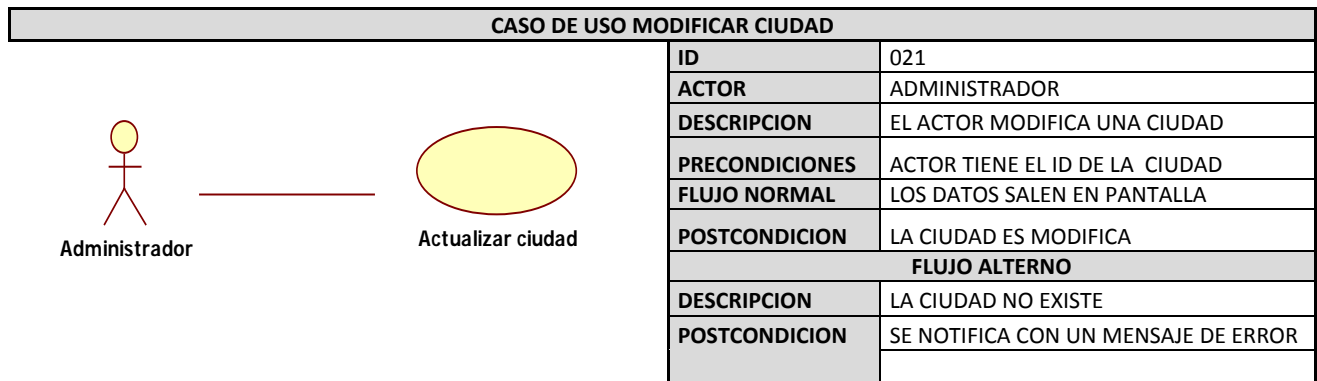 CASO DE USO MODIFICAR CIUDAD
ID 021
ACTOR ADMINISTRADOR
DESCRIPCION EL ACTOR MODIFICA UNA CIUDAD
PRECONDICIONES ACTOR TIENE EL ID DE LA CIUDAD
FLUJO NORMAL LOS DATOS SALEN EN PANTALLA
POSTCONDICION LA CIUDAD ES MODIFICA
FLUJO ALTERNO
DESCRIPCION LA CIUDAD NO EXISTE
POSTCONDICION SE NOTIFICA CON UN MENSAJE DE ERROR
Administrador
Actualizar ciudad